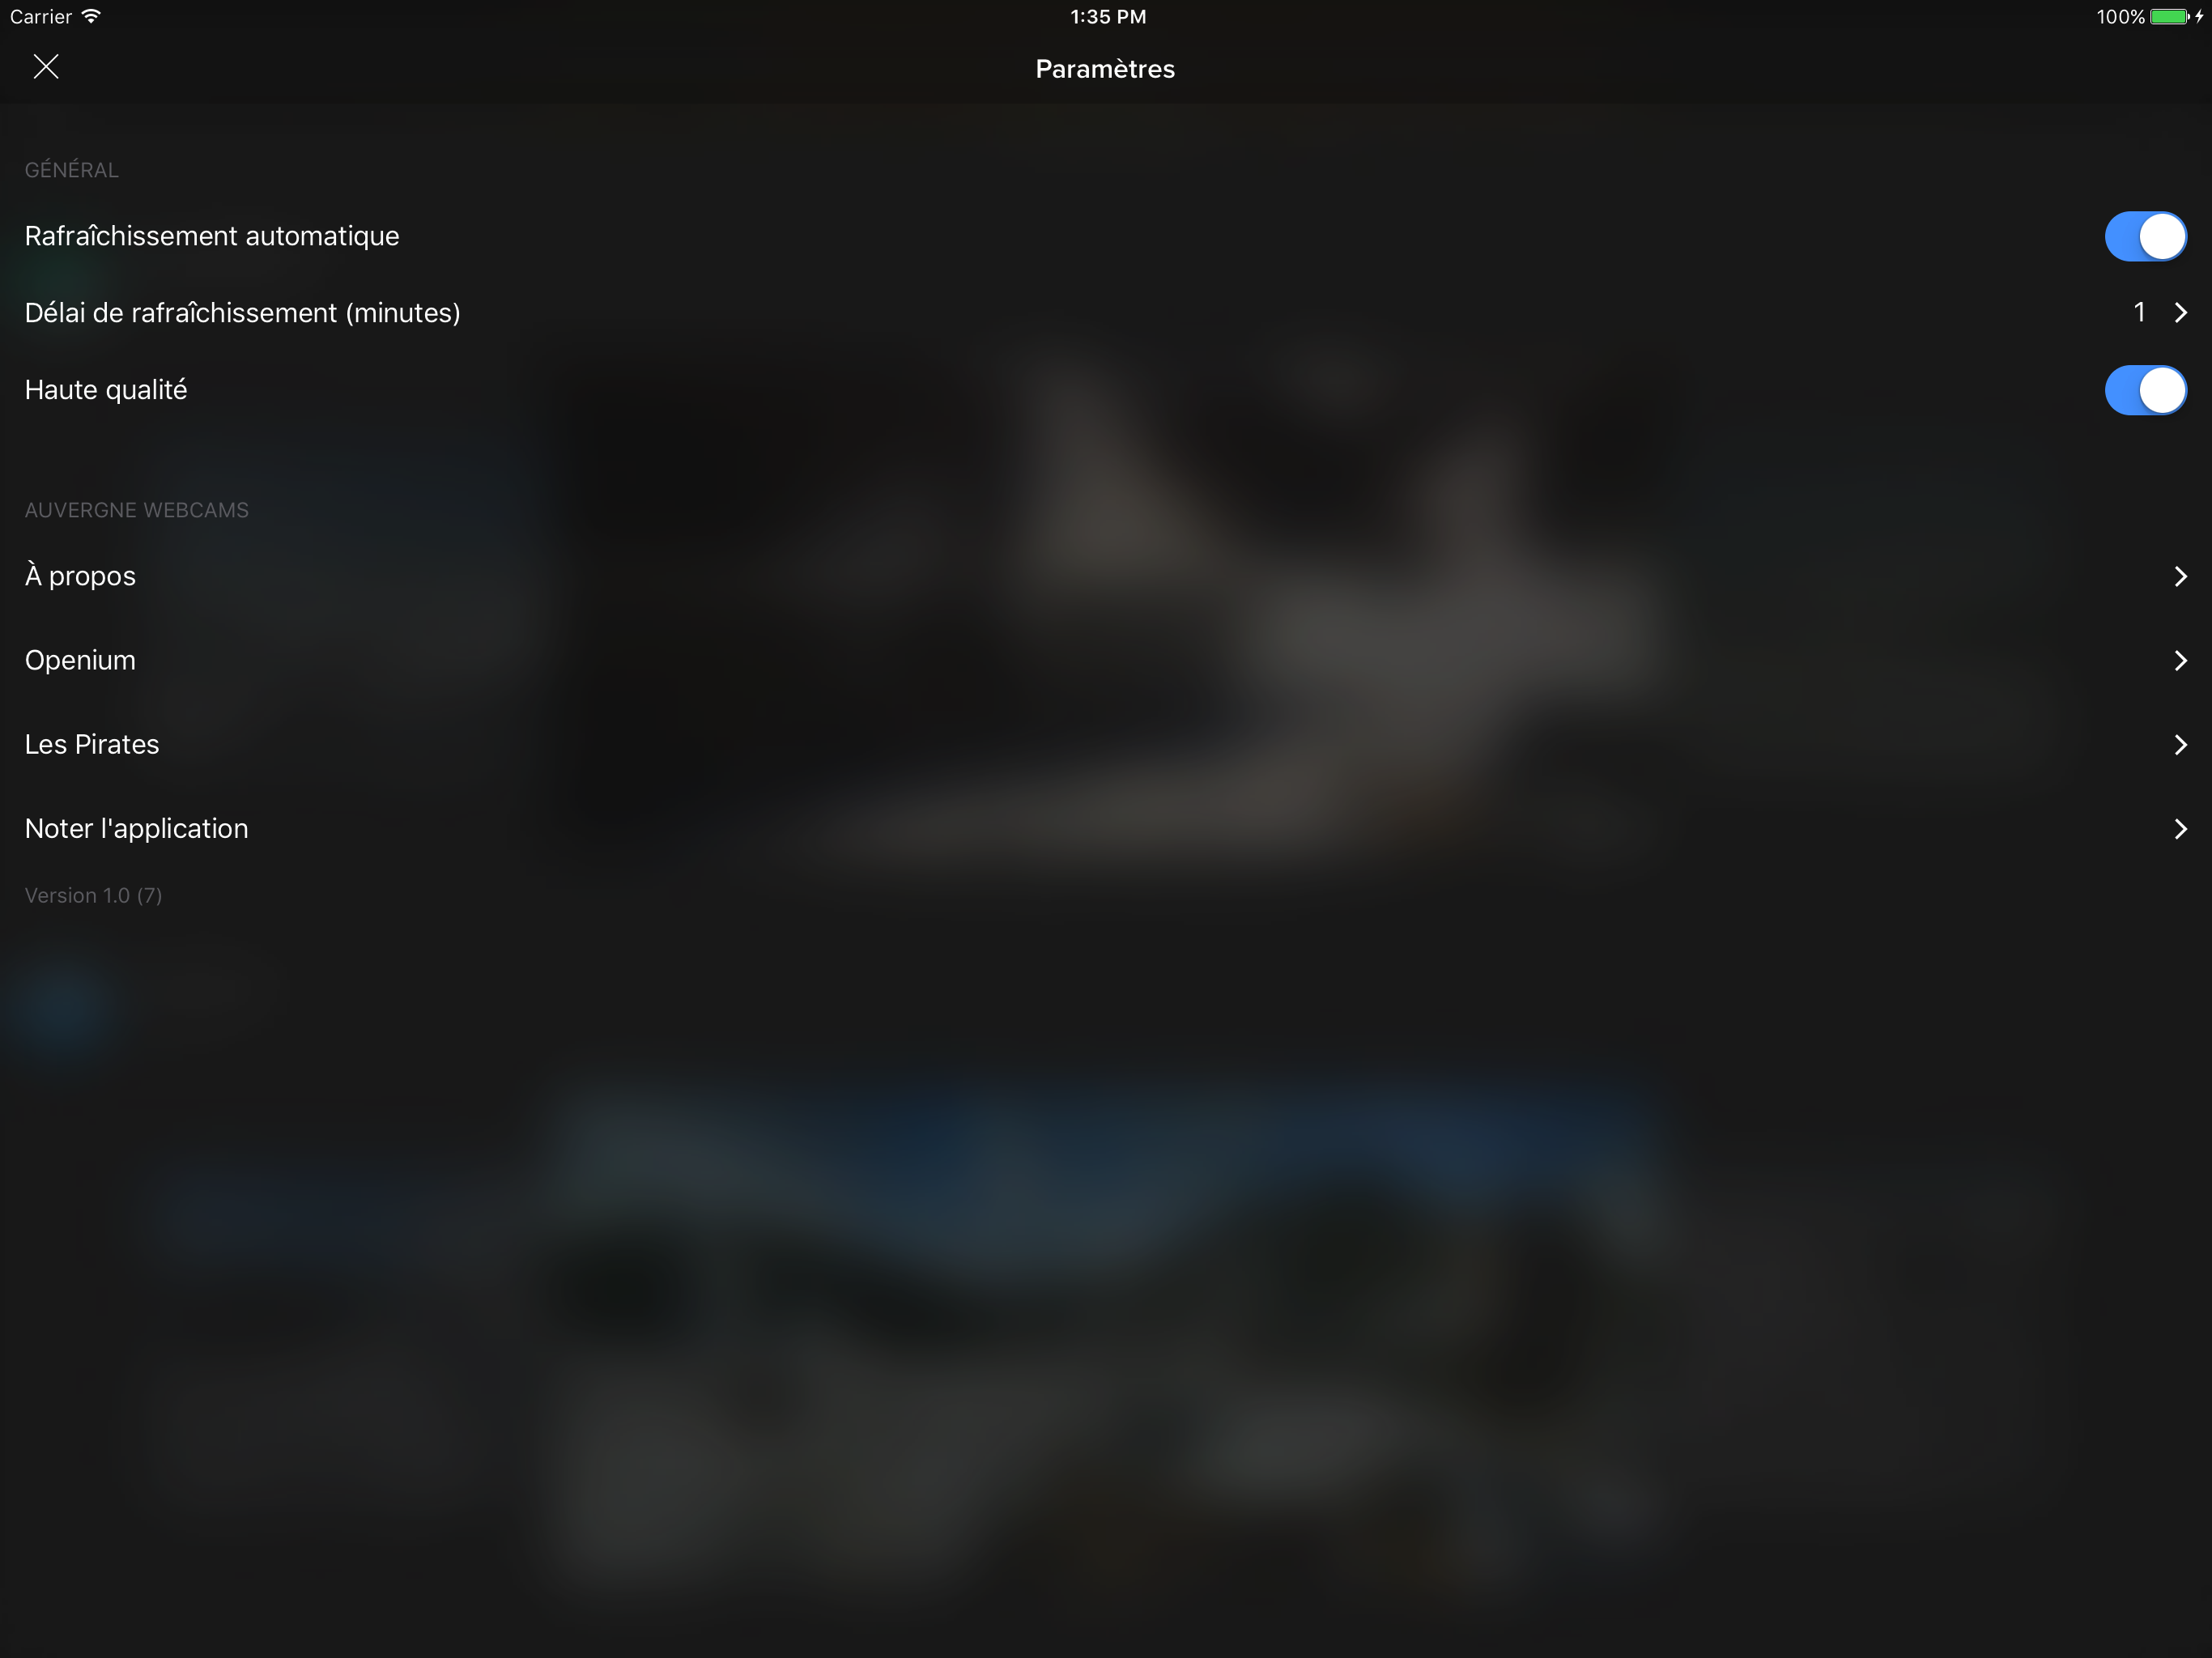 Carrier 1:35 PM 100%
Paramètres
GÉNÉRAL
Rafraîchissement automatique
Délai de rafraîchissement (minutes) 1
Haute qualité
AUVERGNE WEBCAMS
À propos
Openium
Les Pirates
Noter l'application
Version 1.0 (7)